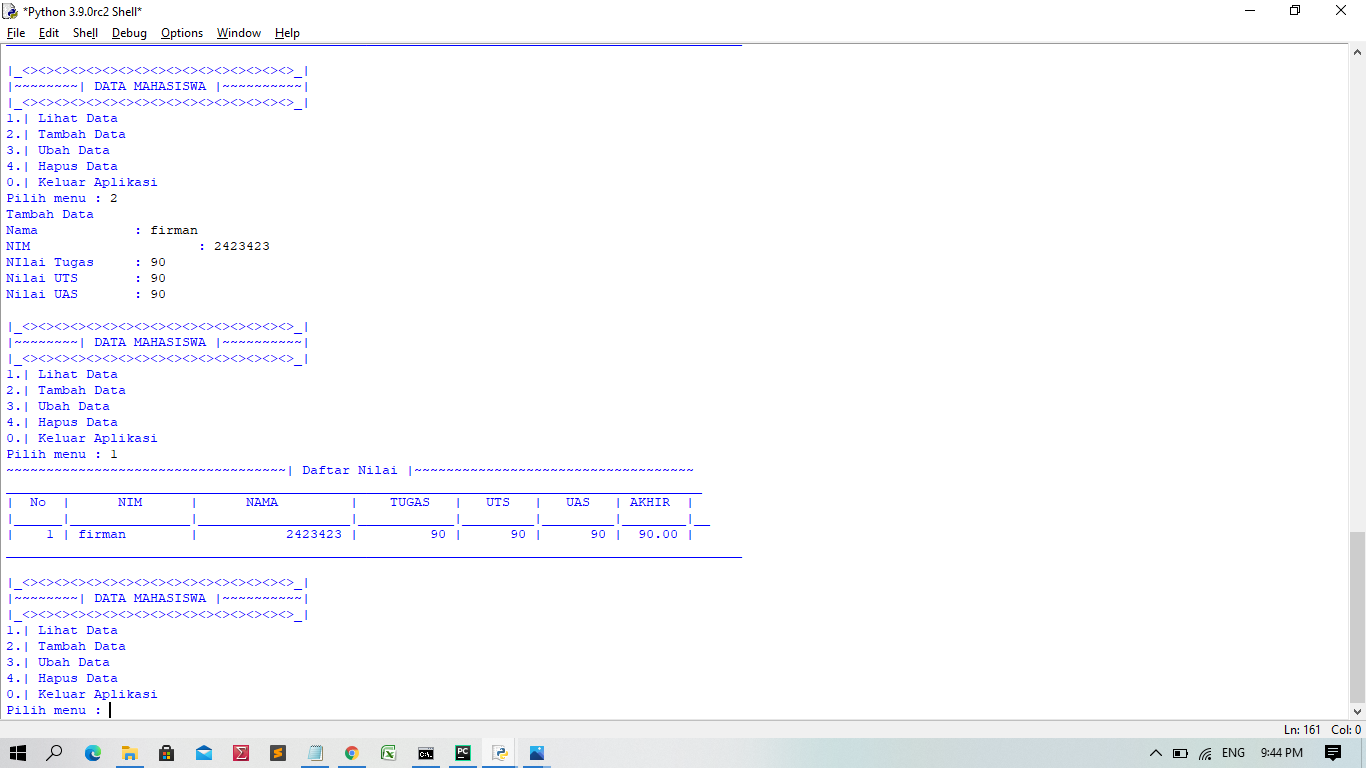 *Python 3.9.0rc2 Shell*
File Edit Shell Debug Options Window Help
|_<><><><><><><><><><><><><><><><><>_|
|~~~~~~~~| DATA MAHASISWA |~~~~~~~~~~|
|_<><><><><><><><><><><><><><><><><>_|
1.| Lihat Data
2.| Tambah Data
3.| Ubah Data
4.| Hapus Data
0.| Keluar Aplikasi
Pilih menu : 2
Tambah Data
Nama            : firman
NIM                     : 2423423
NIlai Tugas     : 90
Nilai UTS       : 90
Nilai UAS       : 90
|_<><><><><><><><><><><><><><><><><>_|
|~~~~~~~~| DATA MAHASISWA |~~~~~~~~~~|
|_<><><><><><><><><><><><><><><><><>_|
1.| Lihat Data
2.| Tambah Data
3.| Ubah Data
4.| Hapus Data
0.| Keluar Aplikasi
Pilih menu : 1
~~~~~~~~~~~~~~~~~~~~~~~~~~~~~~~~~~~| Daftar Nilai |~~~~~~~~~~~~~~~~~~~~~~~~~~~~~~~~~~~
_______________________________________________________________________________________
|  No  |      NIM      |      NAMA         |    TUGAS   |   UTS   |   UAS   | AKHIR  |
|______|_______________|___________________|____________|_________|_________|________|__
|    1 | firman        |           2423423 |         90 |      90 |      90 |  90.00 |
____________________________________________________________________________________________
|_<><><><><><><><><><><><><><><><><>_|
|~~~~~~~~| DATA MAHASISWA |~~~~~~~~~~|
|_<><><><><><><><><><><><><><><><><>_|
1.| Lihat Data
2.| Tambah Data
3.| Ubah Data
4.| Hapus Data
0.| Keluar Aplikasi
Pilih menu :
Ln: 161 Col: 0
ENG 9:44 PM